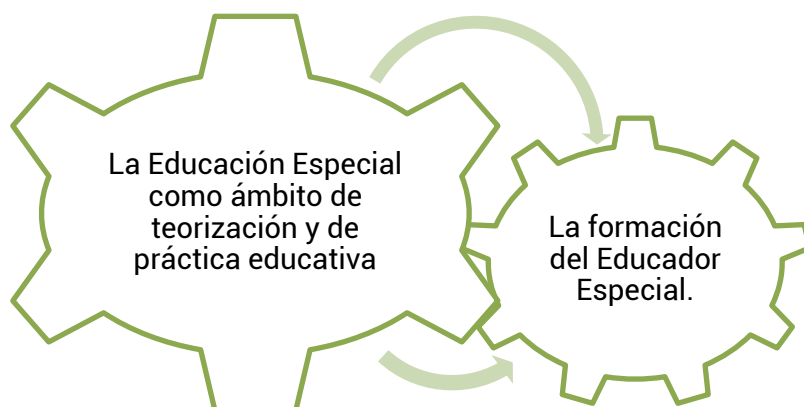 La Educación Especial
como ámbito de
teorización y de
práctica educativa
La formación
del Educador
Especial.